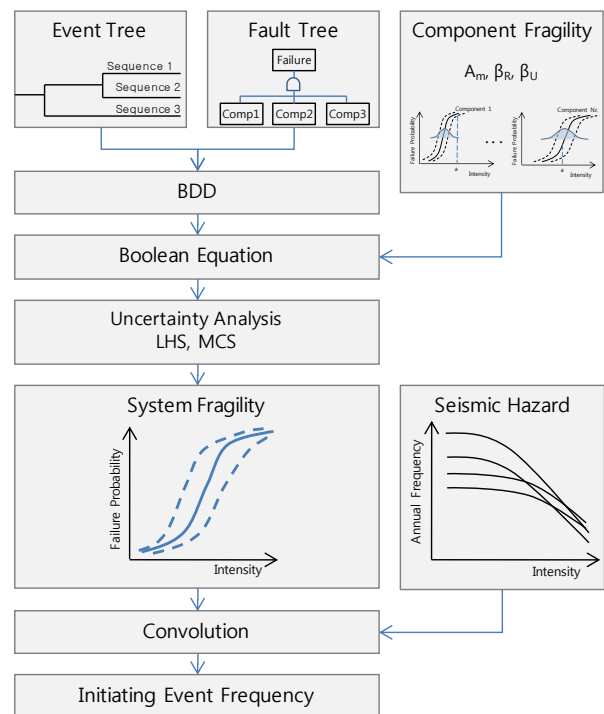 Event Tree
Sequence 1
Sequence 2
Sequence 3
Fault Tree
Failure
Comp1 Comp2 Comp3
Component Fragility
Aₘ, β_R, β_U
Failure Probability
Component 1
a
Intensity
...
Failure Probability
Component Nc
a
Intensity
BDD
Boolean Equation
Uncertainty Analysis
LHS, MCS
System Fragility
Failure Probability
Intensity
Seismic Hazard
Annual Frequency
Intensity
Convolution
Initiating Event Frequency